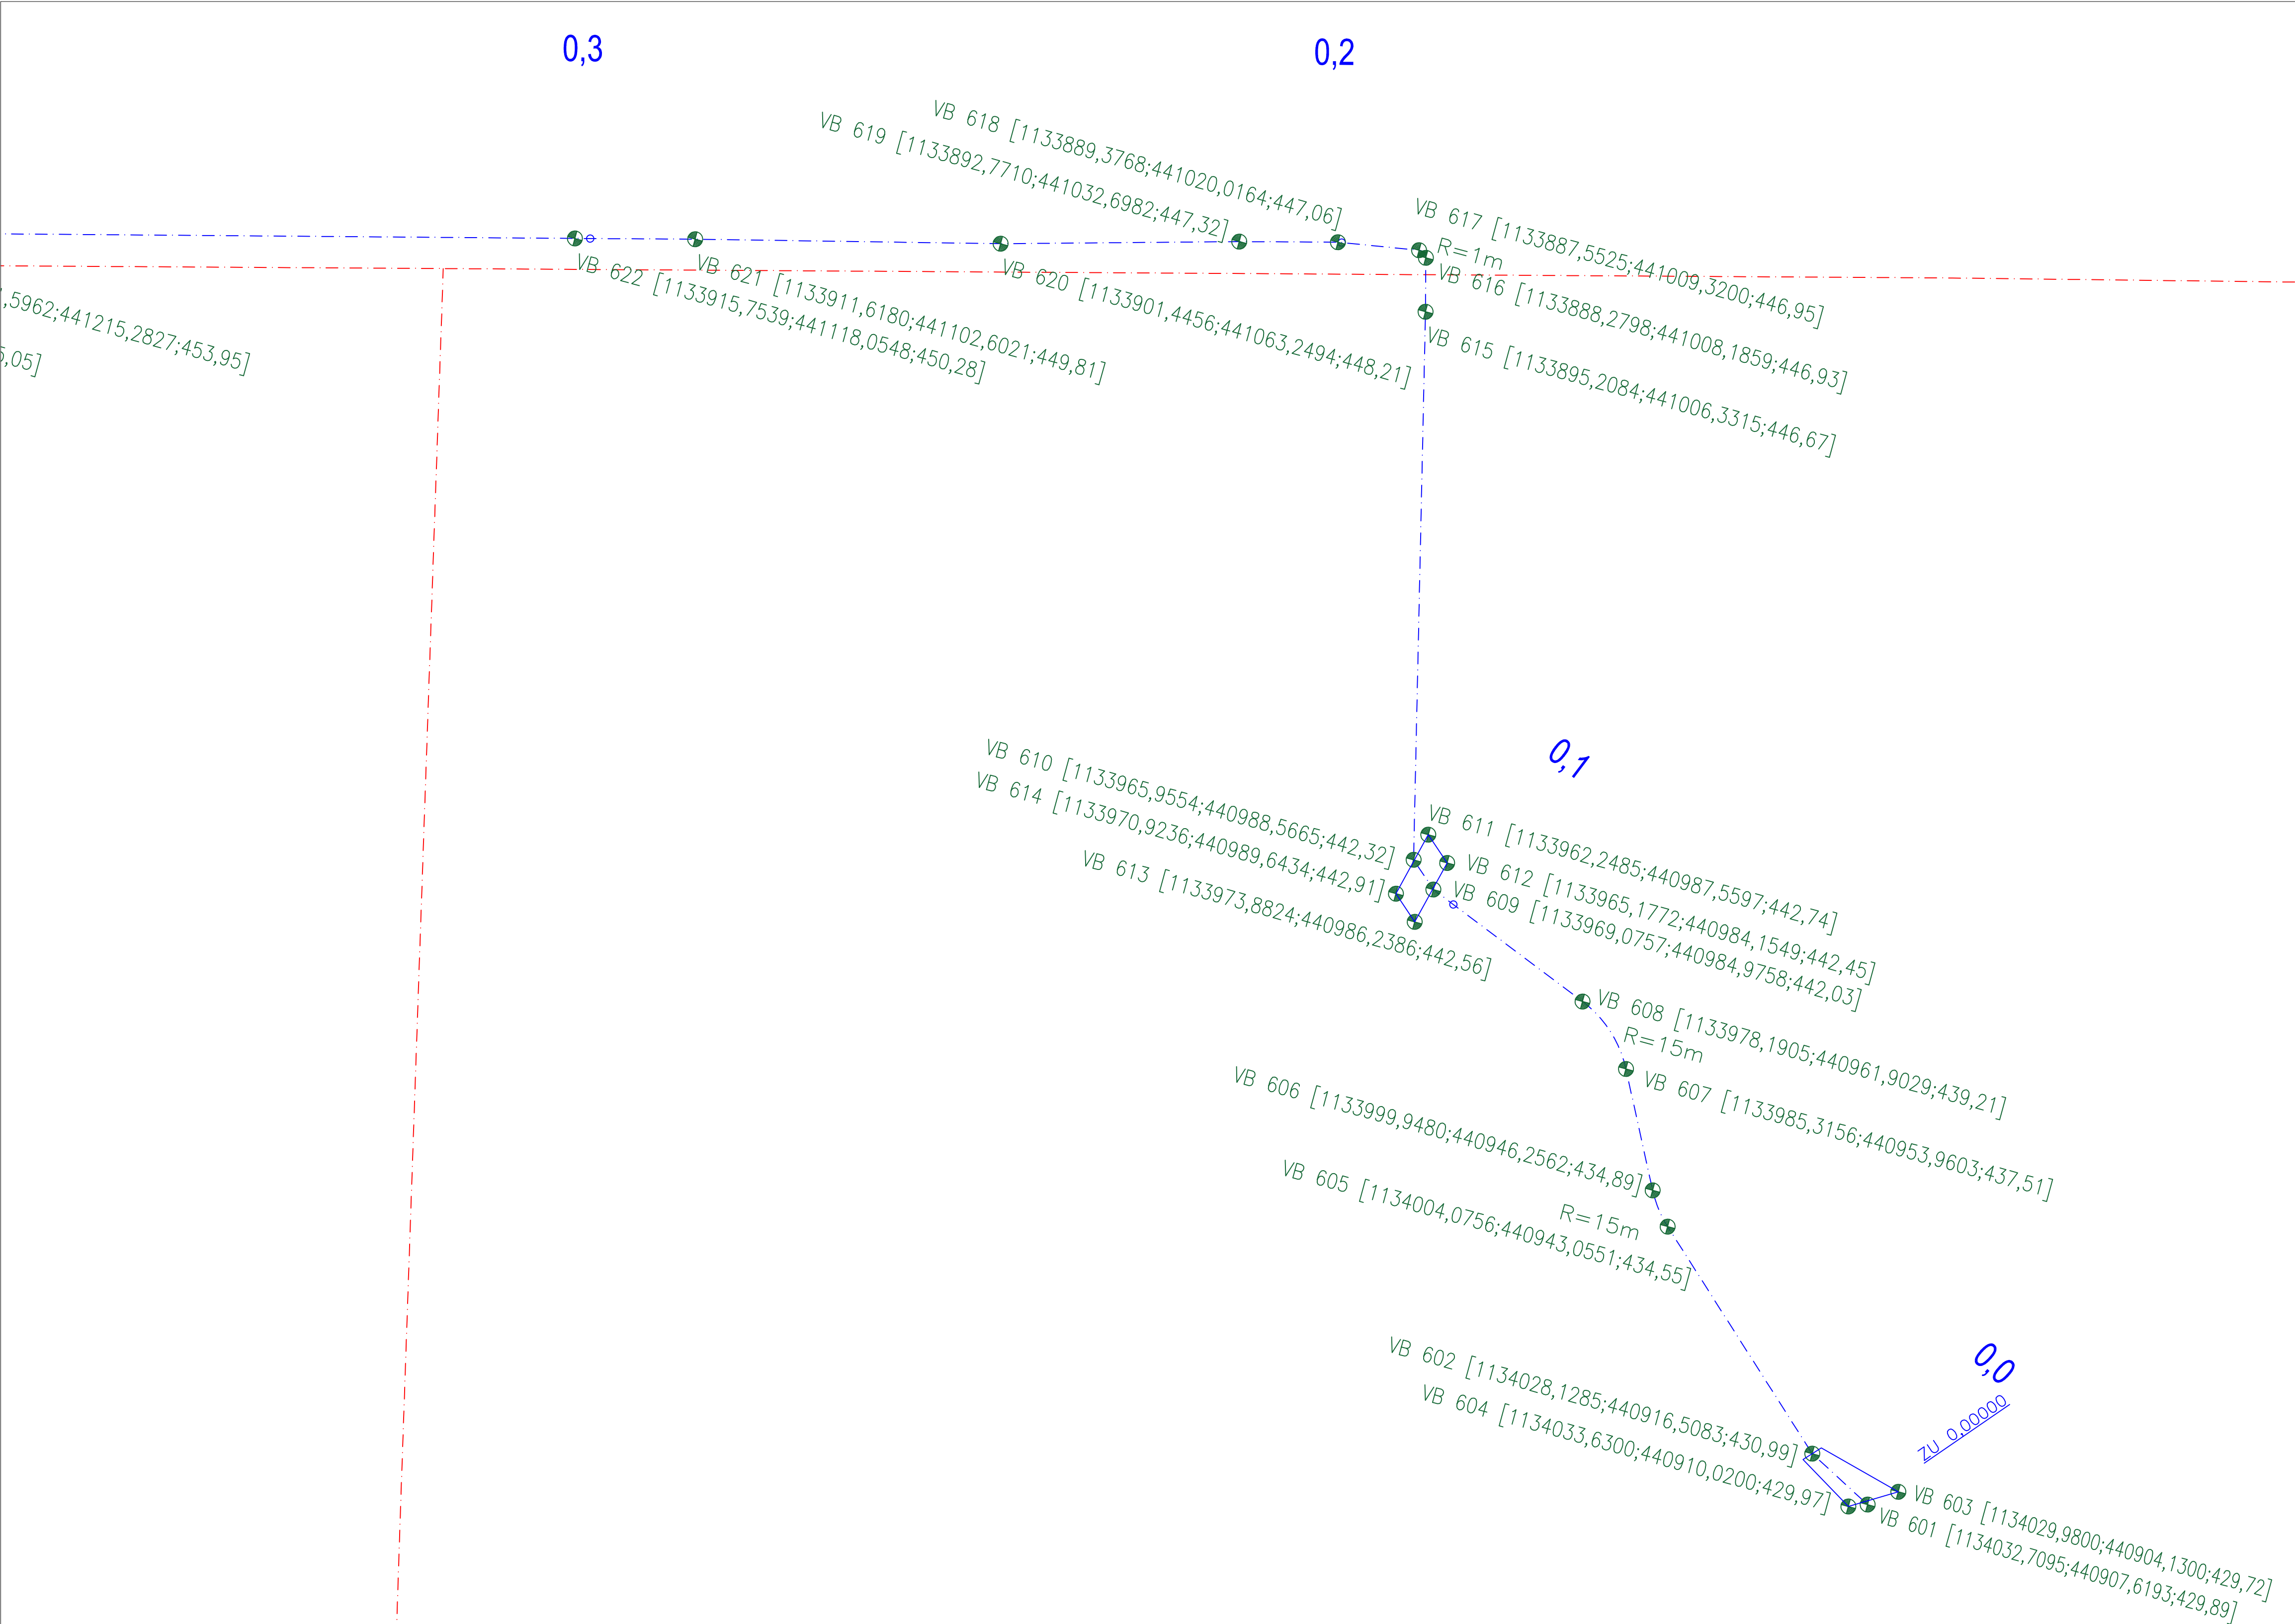 0,3
0,2
VB 618 [1133889,3768;441020,0164;447,06]
VB 619 [1133892,7710;441032,6982;447,32]
VB 617 [1133887,5525;441009,3200;446,95]
R=1m
VB 616 [1133888,2798;441008,1859;446,93]
VB 615 [1133895,2084;441006,3315;446,67]
VB 620 [1133901,4456;441063,2494;448,21]
VB 621 [1133911,6180;441102,6021;449,81]
VB 622 [1133915,7539;441118,0548;450,28]
,5962;441215,2827;453,95]
,05]
0,1
VB 610 [1133965,9554;440988,5665;442,32]
VB 614 [1133970,9236;440989,6434;442,91]
VB 613 [1133973,8824;440986,2386;442,56]
VB 611 [1133962,2485;440987,5597;442,74]
VB 612 [1133965,1772;440984,1549;442,45]
VB 609 [1133969,0757;440984,9758;442,03]
VB 608 [1133978,1905;440961,9029;439,21]
R=15m
VB 607 [1133985,3156;440953,9603;437,51]
VB 606 [1133999,9480;440946,2562;434,89]
R=15m
VB 605 [1134004,0756;440943,0551;434,55]
0,0
ZU 0,00000
VB 602 [1134028,1285;440916,5083;430,99]
VB 604 [1134033,6300;440910,0200;429,97]
VB 603 [1134029,9800;440904,1300;429,72]
VB 601 [1134032,7095;440907,6193;429,89]